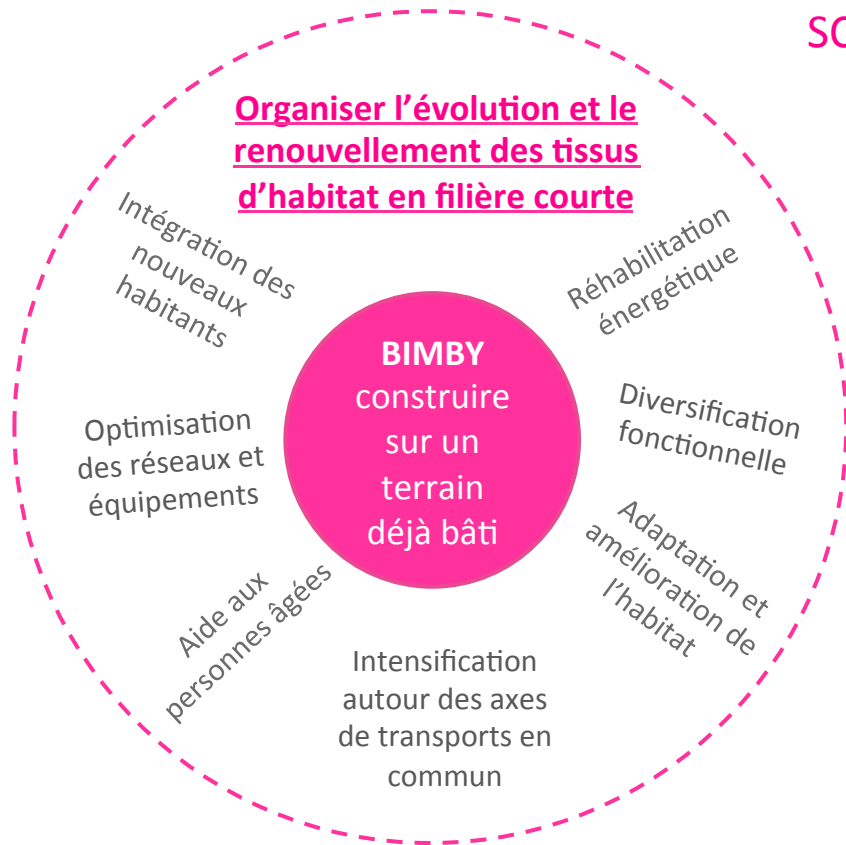 Organiser l'évolution et le
renouvellement des tissus
d'habitat en filière courte
Intégration des
nouveaux
habitants
Réhabilitation
énergétique
BIMBY
construire
sur un
terrain
déjà bâti
Optimisation
des réseaux et
équipements
Diversification
fonctionnelle
Adaptation et
amélioration de
l'habitat
Aide aux
personnes âgées
Intensification
autour des axes
de transports en
commun